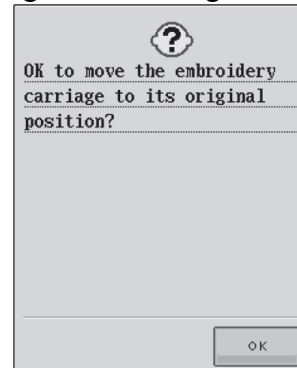 ?
OK to move the embroidery
carriage to its original
position?
OK